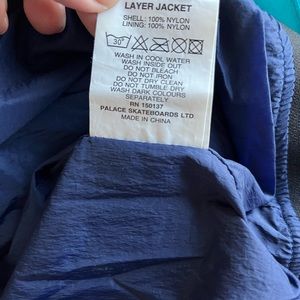 LAYER JACKET
SHELL: 100% NYLON
LINING: 100% NYLON
30°
WASH IN COOL WATER
WASH INSIDE OUT
DO NOT BLEACH
DO NOT IRON
DO NOT DRY CLEAN
DO NOT TUMBLE DRY
WASH DARK COLOURS
SEPARATELY
RN 150137
PALACE SKATEBOARDS LTD
MADE IN CHINA